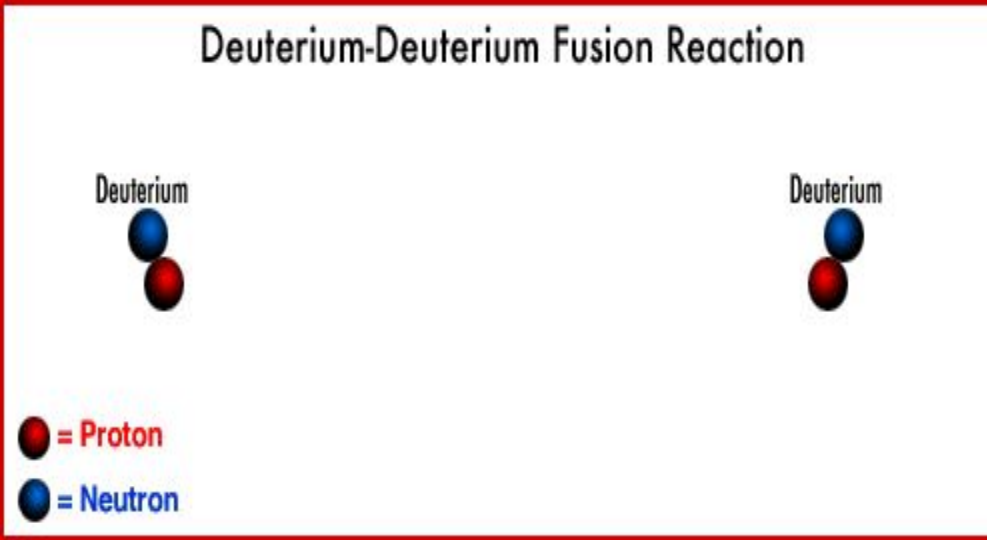 Deuterium-Deuterium Fusion Reaction
Deuterium
Deuterium
= Proton
= Neutron